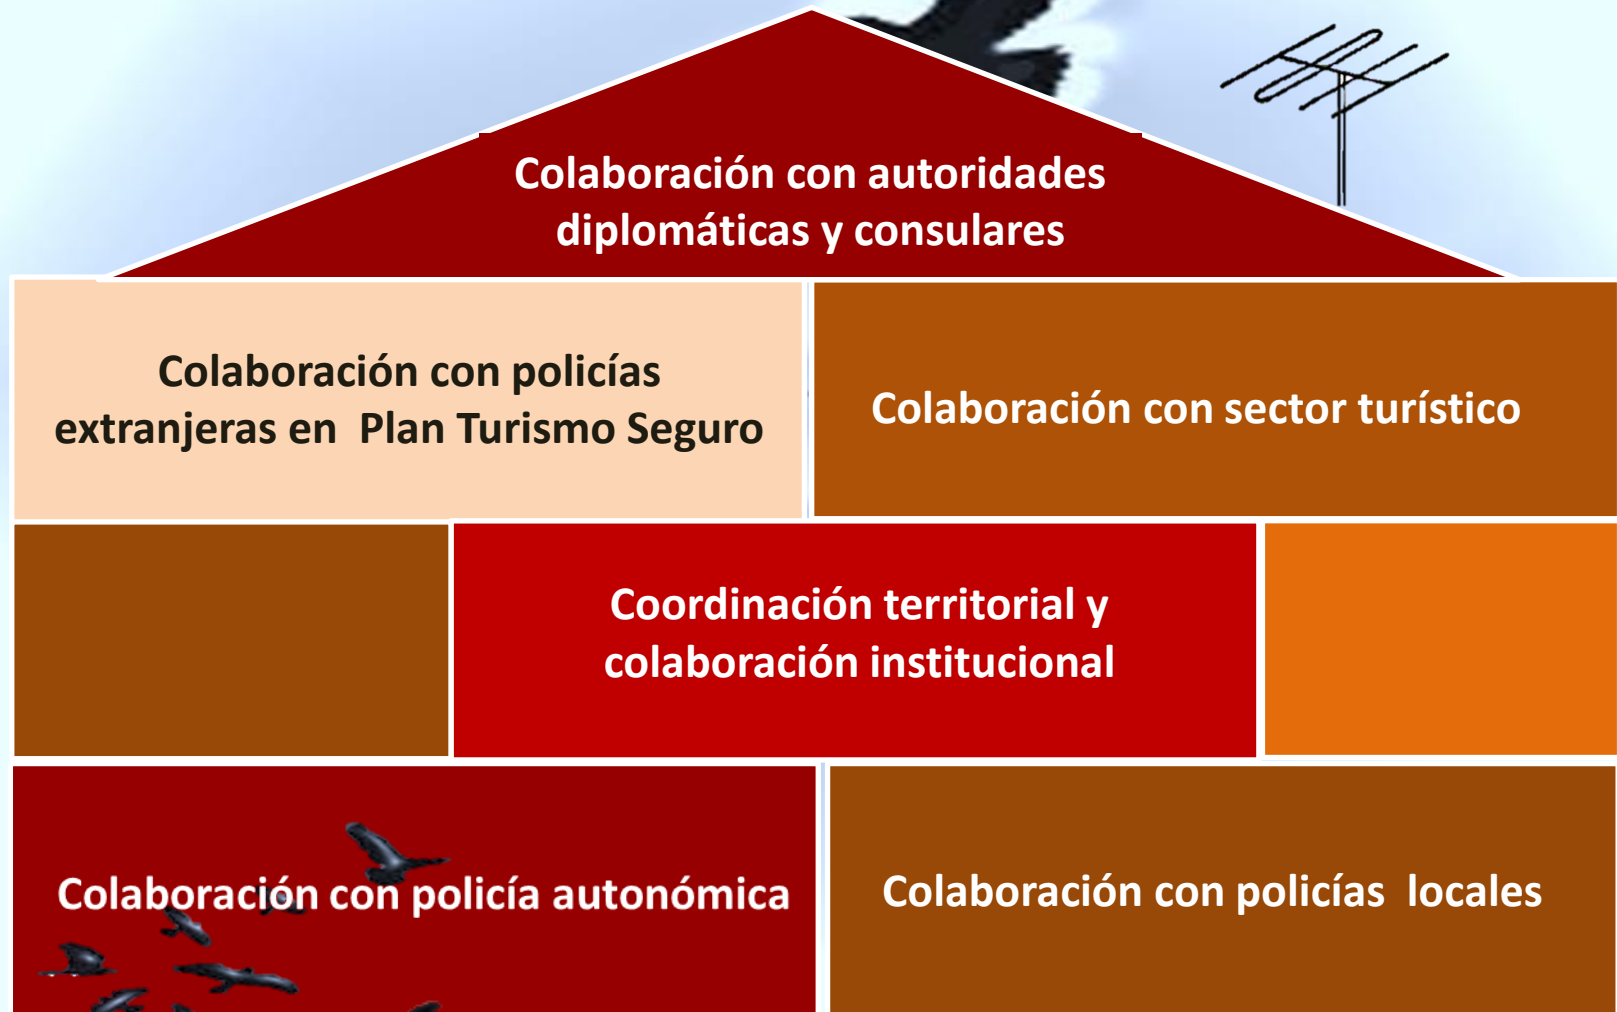 Colaboración con autoridades
diplomáticas y consulares
Colaboración con policías
extranjeras en Plan Turismo Seguro
Colaboración con sector turístico
Coordinación territorial y
colaboración institucional
Colaboración con policía autonómica
Colaboración con policías locales